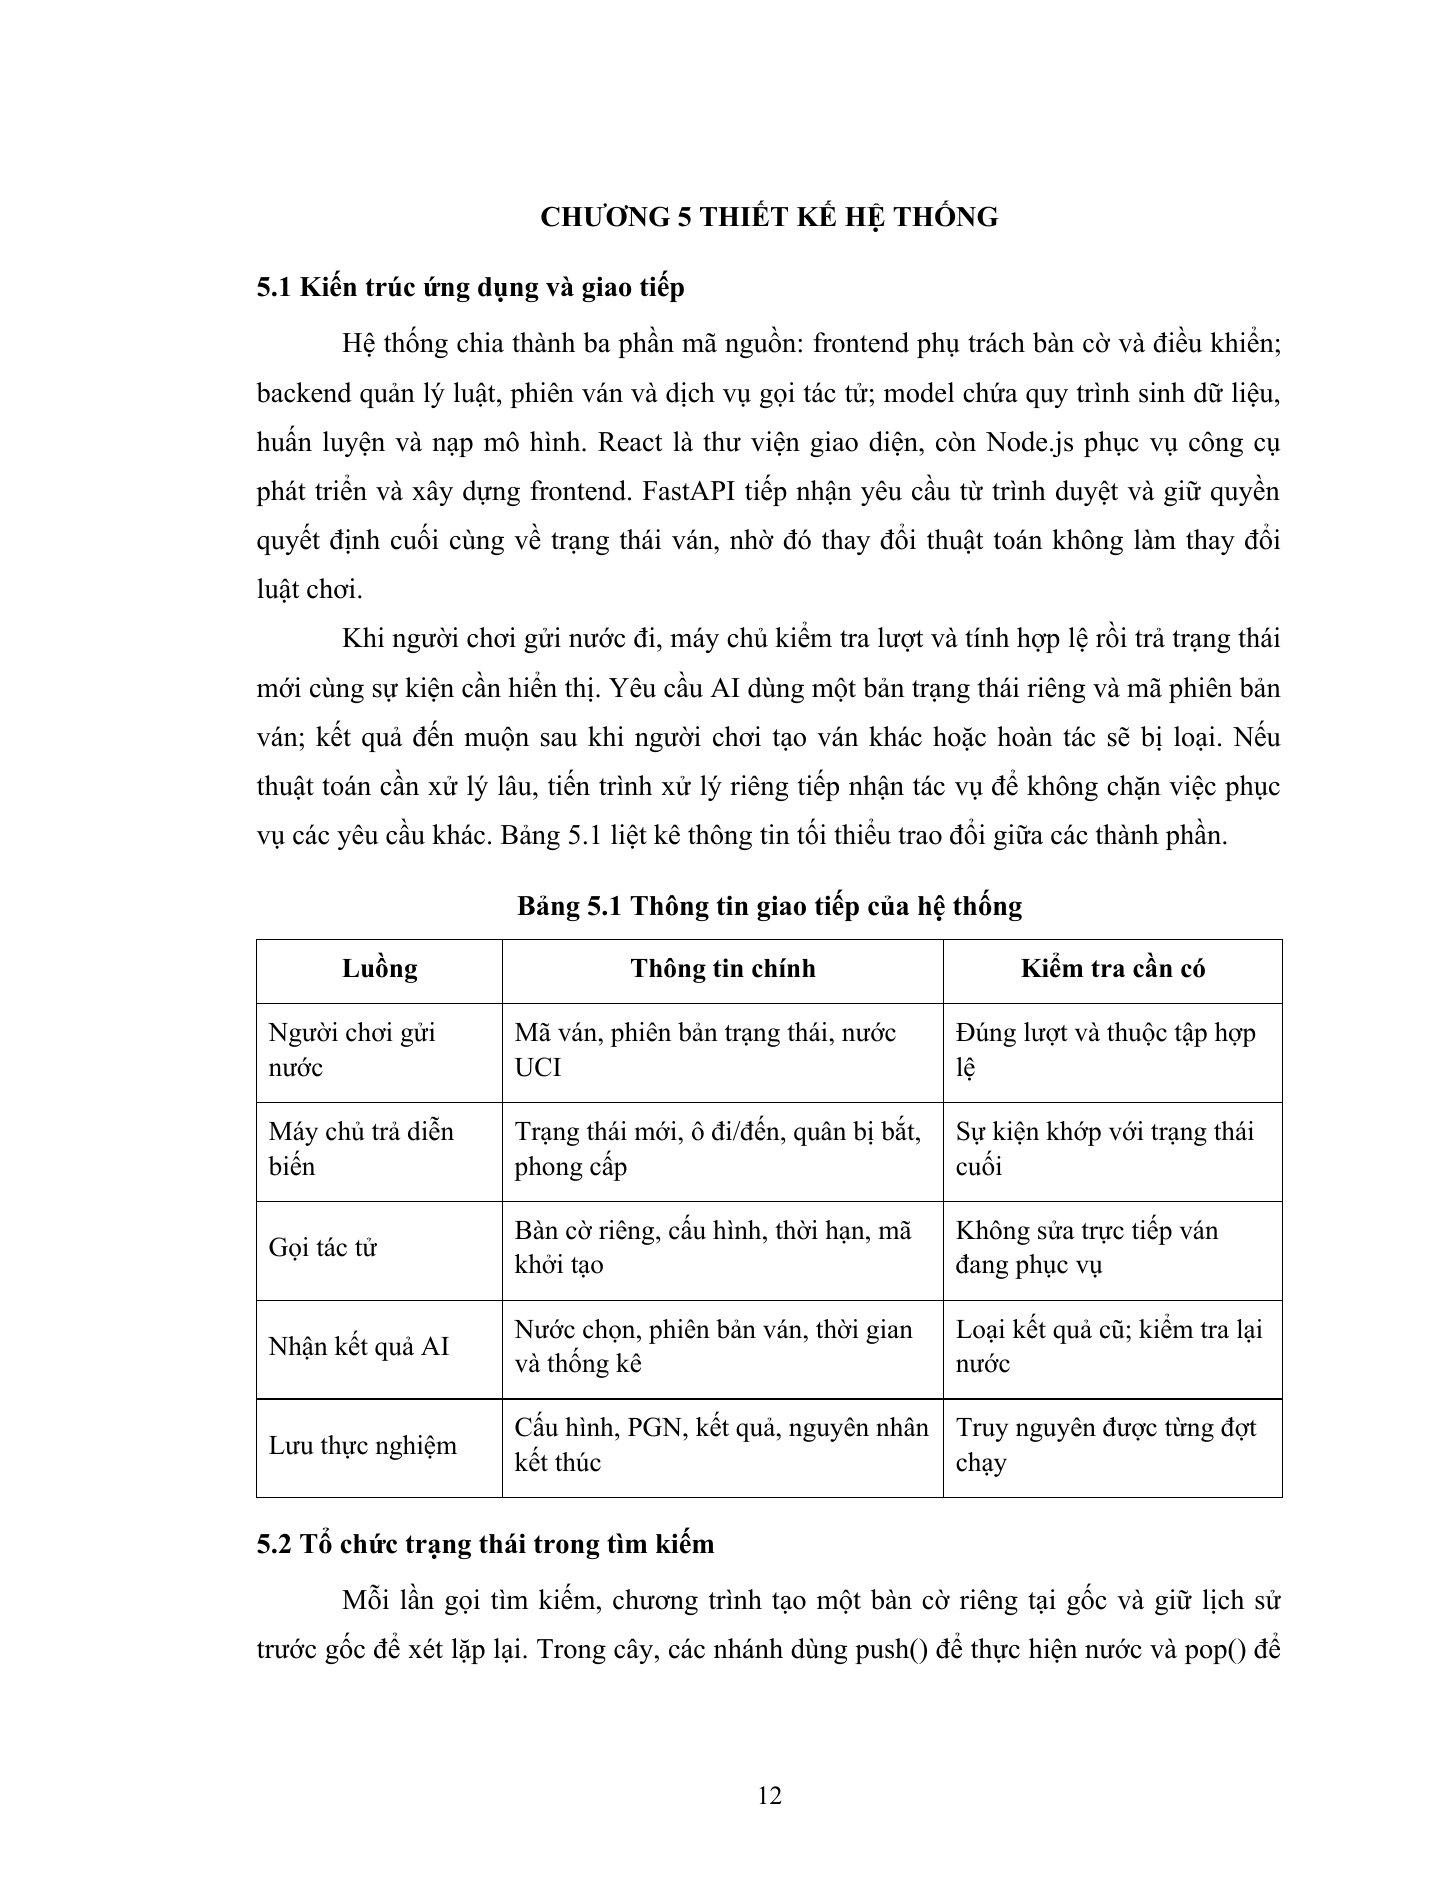 CHƯƠNG 5 THIẾT KẾ HỆ THỐNG
5.1 Kiến trúc ứng dụng và giao tiếp
Hệ thống chia thành ba phần mã nguồn: frontend phụ trách bàn cờ và điều khiển;
backend quản lý luật, phiên ván và dịch vụ gọi tác tử; model chứa quy trình sinh dữ liệu,
huấn luyện và nạp mô hình. React là thư viện giao diện, còn Node.js phục vụ công cụ
phát triển và xây dựng frontend. FastAPI tiếp nhận yêu cầu từ trình duyệt và giữ quyền
quyết định cuối cùng về trạng thái ván, nhờ đó thay đổi thuật toán không làm thay đổi
luật chơi.
Khi người chơi gửi nước đi, máy chủ kiểm tra lượt và tính hợp lệ rồi trả trạng thái
mới cùng sự kiện cần hiển thị. Yêu cầu AI dùng một bản trạng thái riêng và mã phiên bản
ván; kết quả đến muộn sau khi người chơi tạo ván khác hoặc hoàn tác sẽ bị loại. Nếu
thuật toán cần xử lý lâu, tiến trình xử lý riêng tiếp nhận tác vụ để không chặn việc phục
vụ các yêu cầu khác. Bảng 5.1 liệt kê thông tin tối thiểu trao đổi giữa các thành phần.
Bảng 5.1 Thông tin giao tiếp của hệ thống
Luồng
Thông tin chính
Kiểm tra cần có
Người chơi gửi
nước
Mã ván, phiên bản trạng thái, nước
UCI
Đúng lượt và thuộc tập hợp
lệ
Máy chủ trả diễn
biến
Trạng thái mới, ô đi/đến, quân bị bắt,
phong cấp
Sự kiện khớp với trạng thái
cuối
Gọi tác tử
Bàn cờ riêng, cấu hình, thời hạn, mã
khởi tạo
Không sửa trực tiếp ván
đang phục vụ
Nhận kết quả AI
Nước chọn, phiên bản ván, thời gian
và thống kê
Loại kết quả cũ; kiểm tra lại
nước
Lưu thực nghiệm
Cấu hình, PGN, kết quả, nguyên nhân
kết thúc
Truy nguyên được từng đợt
chạy
5.2 Tổ chức trạng thái trong tìm kiếm
Mỗi lần gọi tìm kiếm, chương trình tạo một bàn cờ riêng tại gốc và giữ lịch sử
trước gốc để xét lặp lại. Trong cây, các nhánh dùng push() để thực hiện nước và pop() để
12